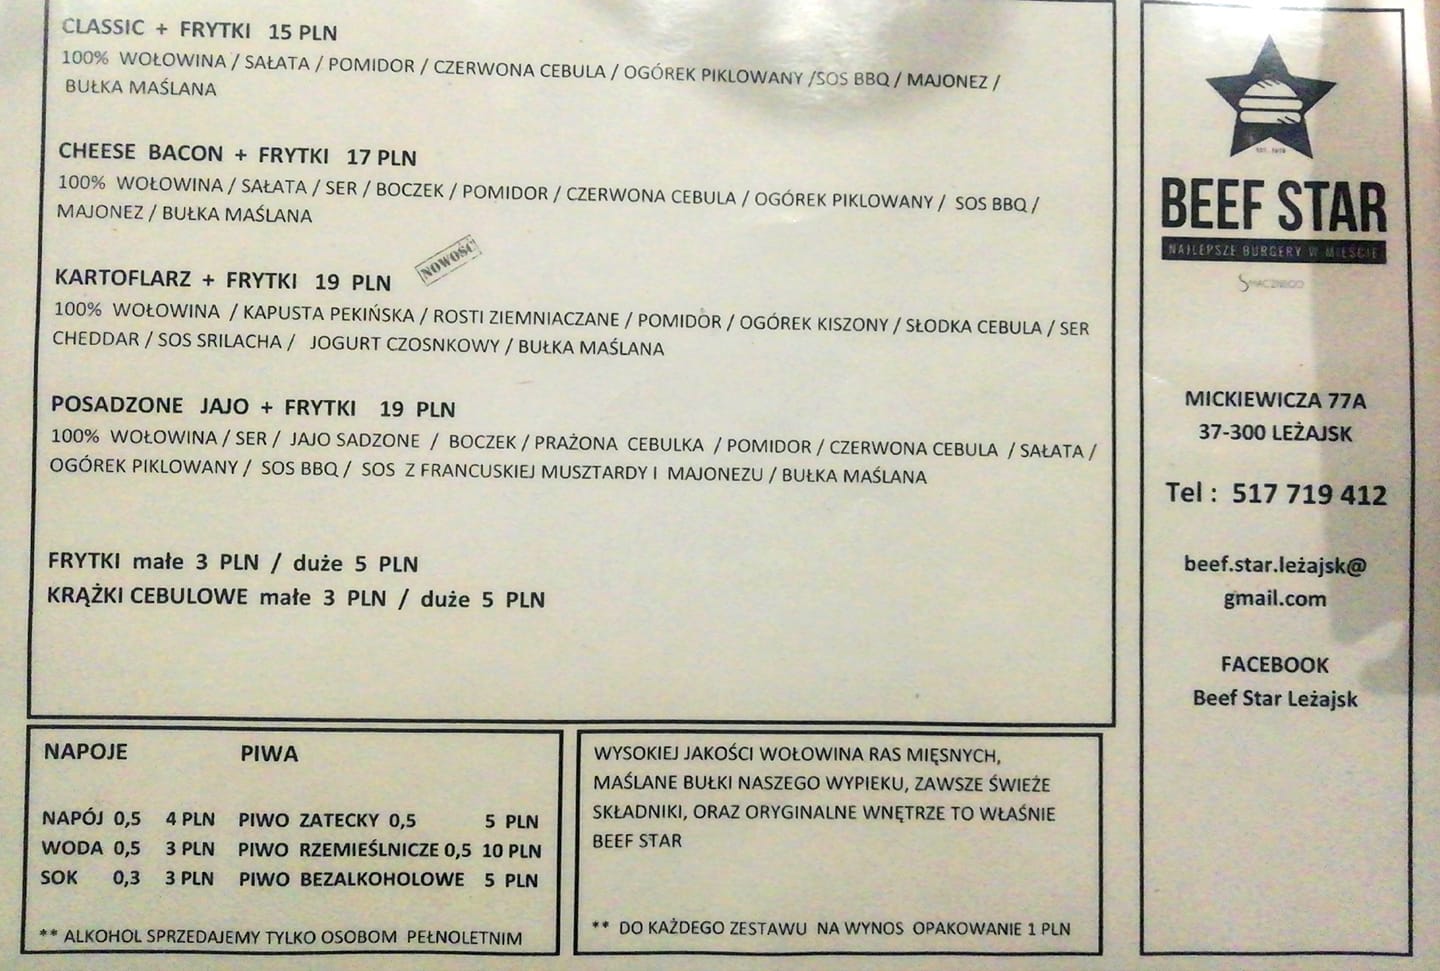 CLASSIC + FRYTKI 15 PLN
100% WOŁOWINA / SAŁATA / POMIDOR / CZERWONA CEBULA / OGÓREK PIKLOWANY /SOS BBQ / MAJONEZ /
BUŁKA MAŚLANA
CHEESE BACON + FRYTKI 17 PLN
100% WOŁOWINA / SAŁATA / SER / BOCZEK / POMIDOR / CZERWONA CEBULA / OGÓREK PIKLOWANY / SOS BBQ /
MAJONEZ / BUŁKA MAŚLANA
NOWOŚĆ
KARTOFLARZ + FRYTKI 19 PLN
100% WOŁOWINA / KAPUSTA PEKIŃSKA / ROSTI ZIEMNIACZANE / POMIDOR / OGÓREK KISZONY / SŁODKA CEBULA / SER
CHEDDAR / SOS SRILACHA / JOGURT CZOSNKOWY / BUŁKA MAŚLANA
POSADZONE JAJO + FRYTKI 19 PLN
100% WOŁOWINA / SER / JAJO SADZONE / BOCZEK / PRAŻONA CEBULKA / POMIDOR / CZERWONA CEBULA / SAŁATA /
OGÓREK PIKLOWANY / SOS BBQ / SOS Z FRANCUSKIEJ MUSZTARDY I MAJONEZU / BUŁKA MAŚLANA
FRYTKI małe 3 PLN / duże 5 PLN
KRĄŻKI CEBULOWE małe 3 PLN / duże 5 PLN
NAPOJE PIWA
NAPÓJ 0,5 4 PLN PIWO ZATECKY 0,5 5 PLN
WODA 0,5 3 PLN PIWO RZEMIEŚLNICZE 0,5 10 PLN
SOK 0,3 3 PLN PIWO BEZALKOHOLOWE 5 PLN
** ALKOHOL SPRZEDAJEMY TYLKO OSOBOM PEŁNOLETNIM
WYSOKIEJ JAKOŚCI WOŁOWINA RAS MIĘSNYCH,
MAŚLANE BUŁKI NASZEGO WYPIEKU, ZAWSZE ŚWIEŻE
SKŁADNIKI, ORAZ ORYGINALNE WNĘTRZE TO WŁAŚNIE
BEEF STAR
** DO KAŻDEGO ZESTAWU NA WYNOS OPAKOWANIE 1 PLN
BEEF STAR
NAJLEPSZE BURGERY W MIEŚCIE
SMACZNEGO
MICKIEWICZA 77A
37-300 LEŻAJSK
Tel : 517 719 412
beef.star.leżajsk@
gmail.com
FACEBOOK
Beef Star Leżajsk